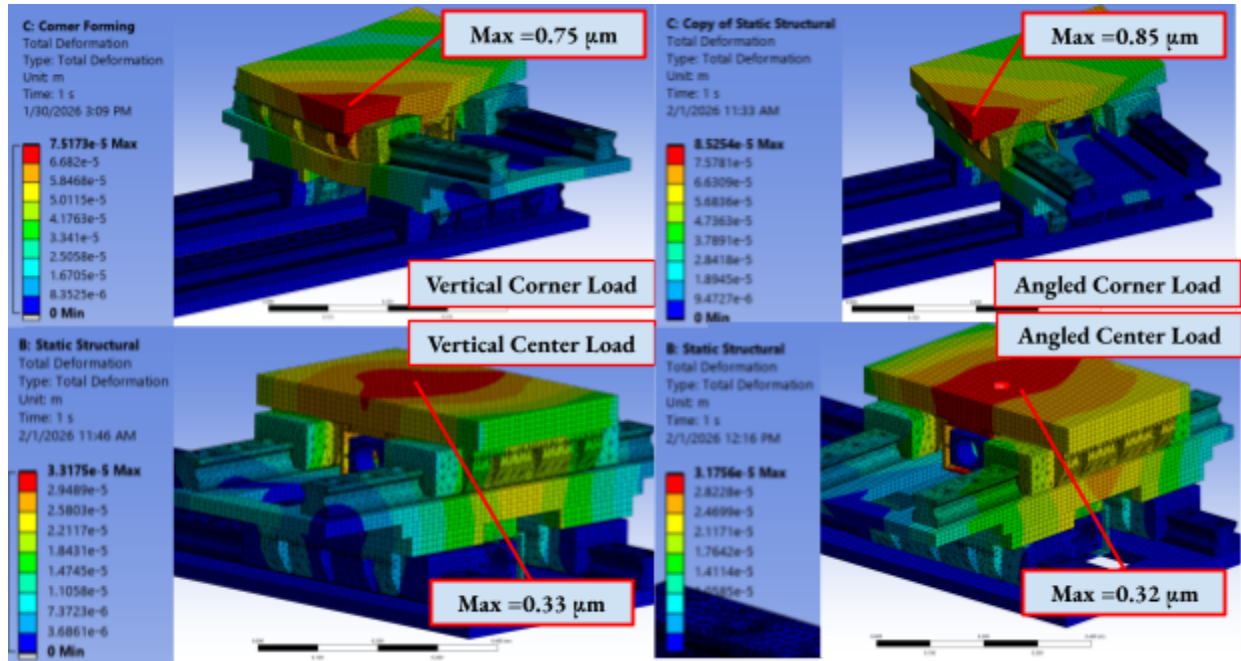 C: Corner Forming
Total Deformation
Type: Total Deformation
Unit: m
Time: 1 s
1/30/2026 3:09 PM
7.5173e-5 Max
6.682e-5
5.8468e-5
5.0115e-5
4.1763e-5
3.341e-5
2.5058e-5
1.6705e-5
8.3525e-6
0 Min
Max =0.75 μm
Vertical Corner Load
C: Copy of Static Structural
Total Deformation
Type: Total Deformation
Unit: m
Time: 1 s
2/1/2026 11:33 AM
8.5254e-5 Max
7.5781e-5
6.6309e-5
5.6836e-5
4.7363e-5
3.7891e-5
2.8418e-5
1.8945e-5
9.4727e-6
0 Min
Max =0.85 μm
Angled Corner Load
B: Static Structural
Total Deformation
Type: Total Deformation
Unit: m
Time: 1 s
2/1/2026 11:46 AM
3.3175e-5 Max
2.9489e-5
2.5803e-5
2.2117e-5
1.8431e-5
1.4745e-5
1.1058e-5
7.3723e-6
3.6861e-6
0 Min
Vertical Center Load
Max =0.33 μm
B: Static Structural
Total Deformation
Type: Total Deformation
Unit: m
Time: 1 s
2/1/2026 12:16 PM
3.1756e-5 Max
2.8228e-5
2.4699e-5
2.1171e-5
1.7642e-5
1.4114e-5
Angled Center Load
Max =0.32 μm